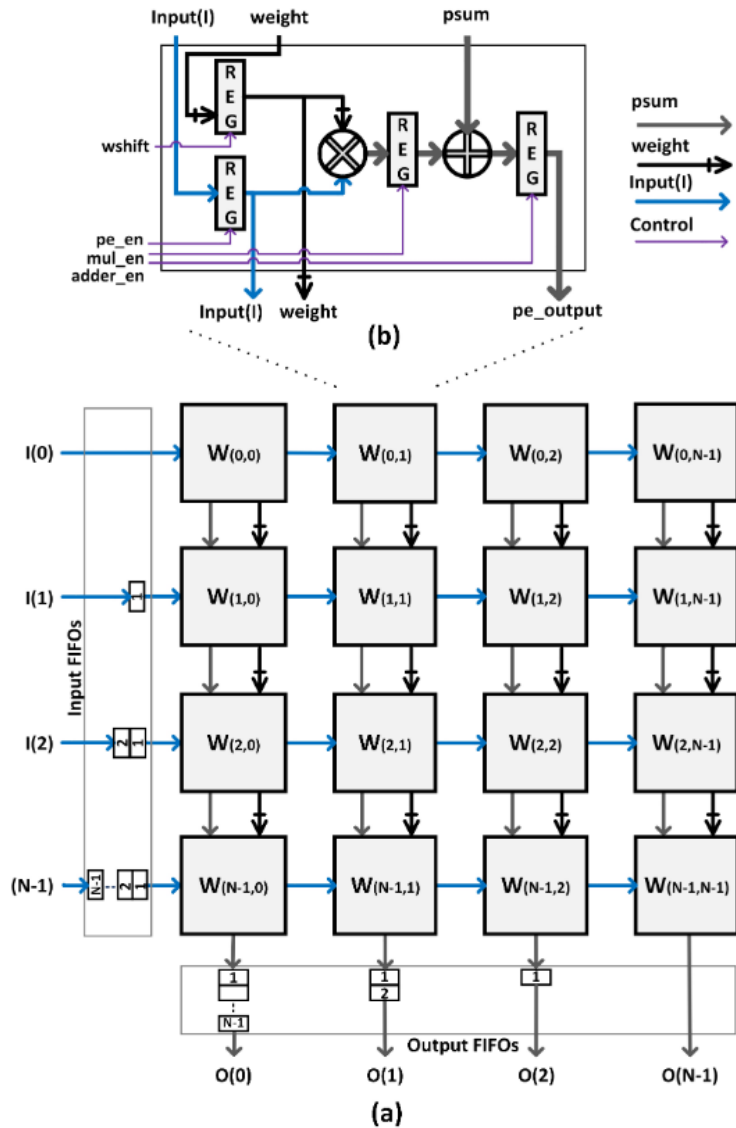 Input(I) weight psum
R E G
wshift
R E G
R E G
R E G
pe_en
mul_en
adder_en
Input(I) weight pe_output
psum
weight
Input(I)
Control
(b)
I(0) W(0,0) W(0,1) W(0,2) W(0,N-1)
I(1) 1 W(1,0) W(1,1) W(1,2) W(1,N-1)
Input FIFOs
I(2) 2 1 W(2,0) W(2,1) W(2,2) W(2,N-1)
(N-1) N-1 2 1 W(N-1,0) W(N-1,1) W(N-1,2) W(N-1,N-1)
1 1 1
2
N-1
Output FIFOs
O(0) O(1) O(2) O(N-1)
(a)